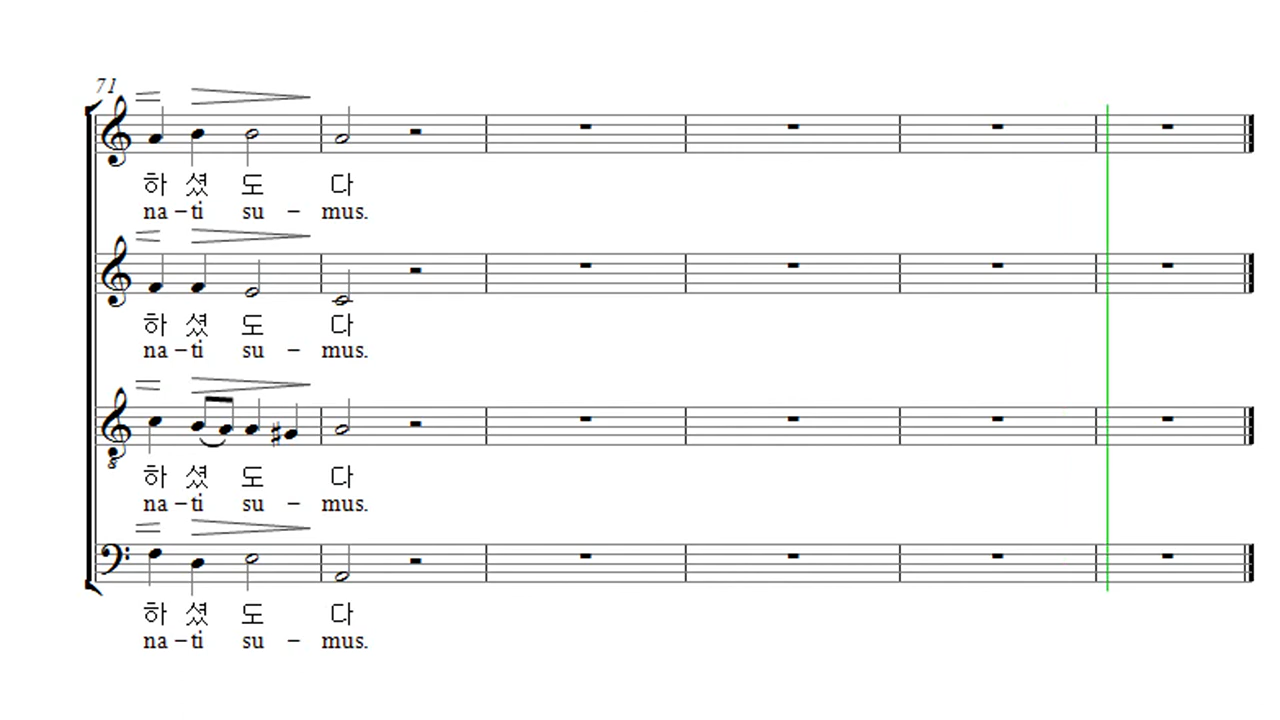 71
하 셨 도 다
na – ti su – mus.
하 셨 도 다
na – ti su – mus.
8
하 셨 도 다
na – ti su – mus.
하 셨 도 다
na – ti su – mus.